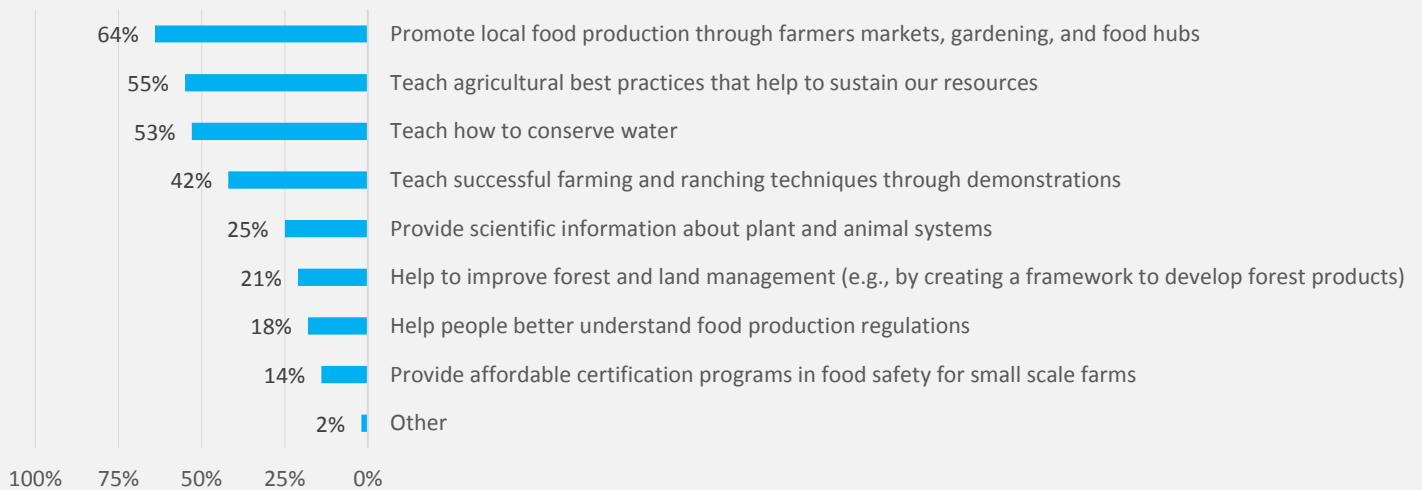 64% Promote local food production through farmers markets, gardening, and food hubs
55% Teach agricultural best practices that help to sustain our resources
53% Teach how to conserve water
42% Teach successful farming and ranching techniques through demonstrations
25% Provide scientific information about plant and animal systems
21% Help to improve forest and land management (e.g., by creating a framework to develop forest products)
18% Help people better understand food production regulations
14% Provide affordable certification programs in food safety for small scale farms
2% Other
100% 75% 50% 25% 0%